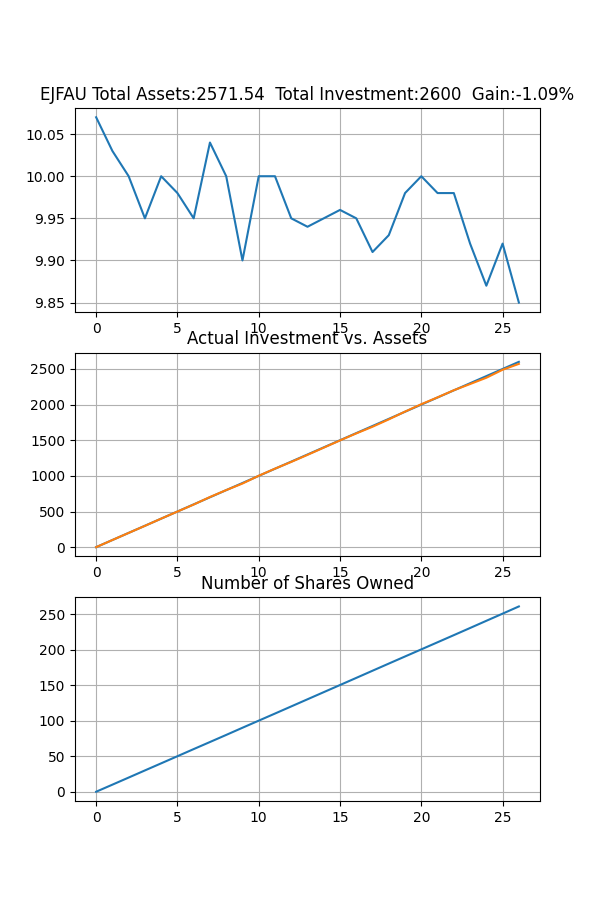 EJFAU Total Assets:2571.54  Total Investment:2600  Gain:-1.09%
10.05
10.00
9.95
9.90
9.85
0 5 10 15 20 25
Actual Investment vs. Assets
2500
2000
1500
1000
500
0
0 5 10 15 20 25
Number of Shares Owned
250
200
150
100
50
0
0 5 10 15 20 25